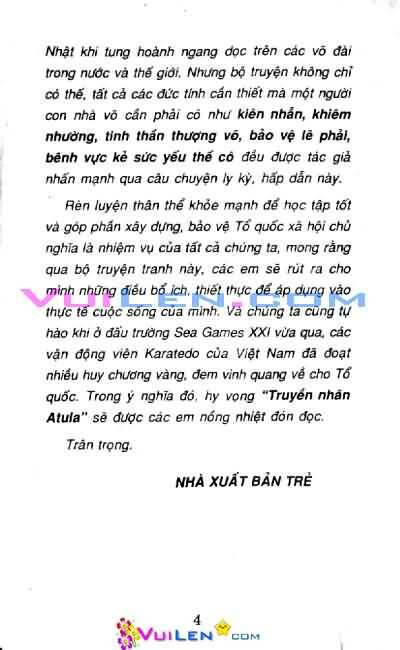 Nhật khi tung hoành ngang dọc trên các võ đài
trong nước và thế giới. Nhưng bộ truyện không chỉ
có thế, tất cả các đức tính cần thiết mà một người
con nhà võ cần phải có như kiên nhẫn, khiêm
nhường, tinh thần thượng võ, bảo vệ lẽ phải,
bênh vực kẻ sức yếu thế cô đều được tác giả
nhấn mạnh qua câu chuyện ly kỳ, hấp dẫn này.
Rèn luyện thân thể khỏe mạnh để học tập tốt
và góp phần xây dựng, bảo vệ Tổ quốc xã hội chủ
nghĩa là nhiệm vụ của tất cả chúng ta, mong rằng
qua bộ truyện tranh này, các em sẽ rút ra cho
mình những điều bổ ích, thiết thực để áp dụng vào
thực tế cuộc sống của mình. Và chúng ta cũng tự
hào khi ở đấu trường Sea Games XXI vừa qua, các
vận động viên Karatedo của Việt Nam đã đoạt
nhiều huy chương vàng, đem vinh quang về cho Tổ
quốc. Trong ý nghĩa đó, hy vọng "Truyền nhân
Atula" sẽ được các em nồng nhiệt đón đọc.
Trân trọng.
NHÀ XUẤT BẢN TRẺ
4
VUILEN.COM
VUILEN.COM